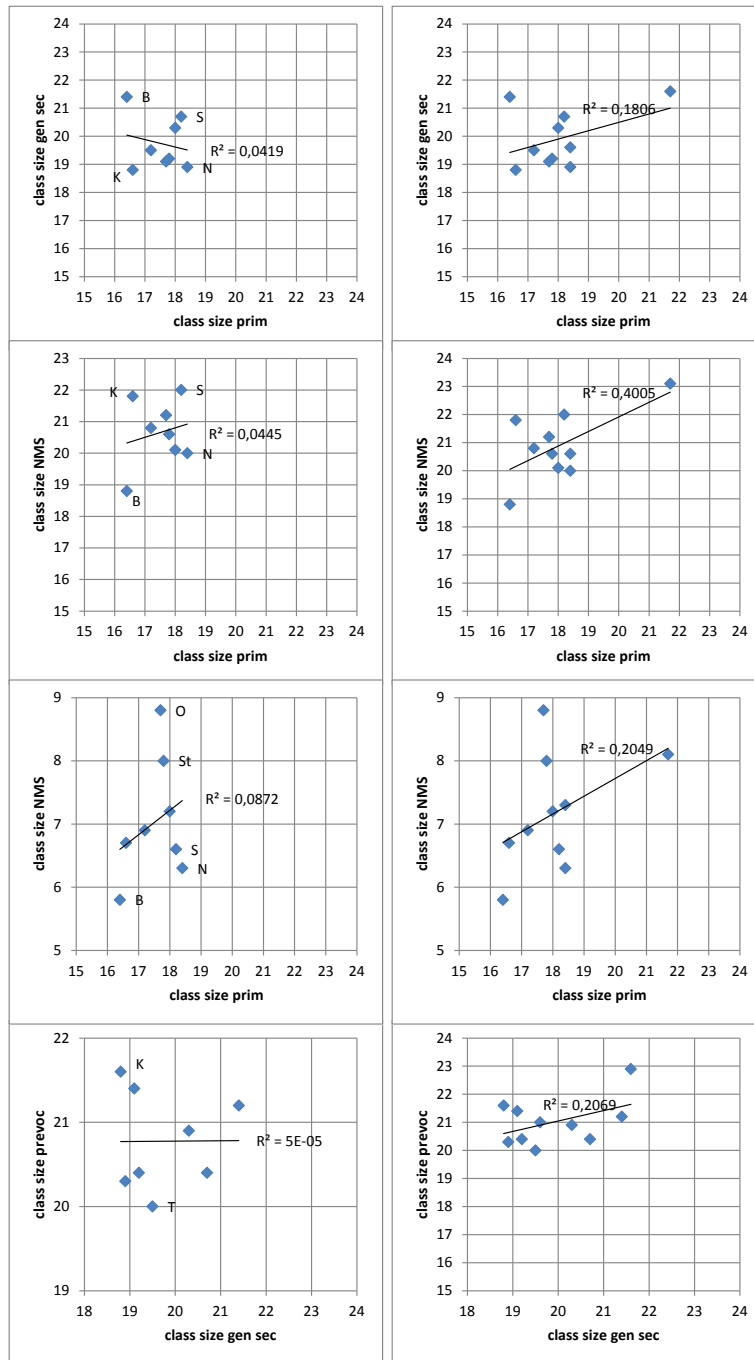 24
23
22
21
20
19
18
17
16
15
class size gen sec
B
S
R² = 0,0419
K
N
15 16 17 18 19 20 21 22 23 24
class size prim
24
23
22
21
20
19
18
17
16
15
class size gen sec
R² = 0,1806
15 16 17 18 19 20 21 22 23 24
class size prim
23
22
21
20
19
18
17
16
15
class size NMS
K
S
R² = 0,0445
N
B
15 16 17 18 19 20 21 22 23 24
class size prim
24
23
22
21
20
19
18
17
16
15
class size NMS
R² = 0,4005
15 16 17 18 19 20 21 22 23 24
class size prim
9
8
7
6
5
class size NMS
O
St
R² = 0,0872
S
N
B
15 16 17 18 19 20 21 22 23 24
class size prim
9
8
7
6
5
class size NMS
R² = 0,2049
15 16 17 18 19 20 21 22 23 24
class size prim
22
21
20
19
class size prevoc
K
R² = 5E-05
T
18 19 20 21 22 23 24
class size gen sec
24
23
22
21
20
19
18
17
16
15
class size prevoc
R² = 0,2069
18 19 20 21 22 23 24
class size gen sec